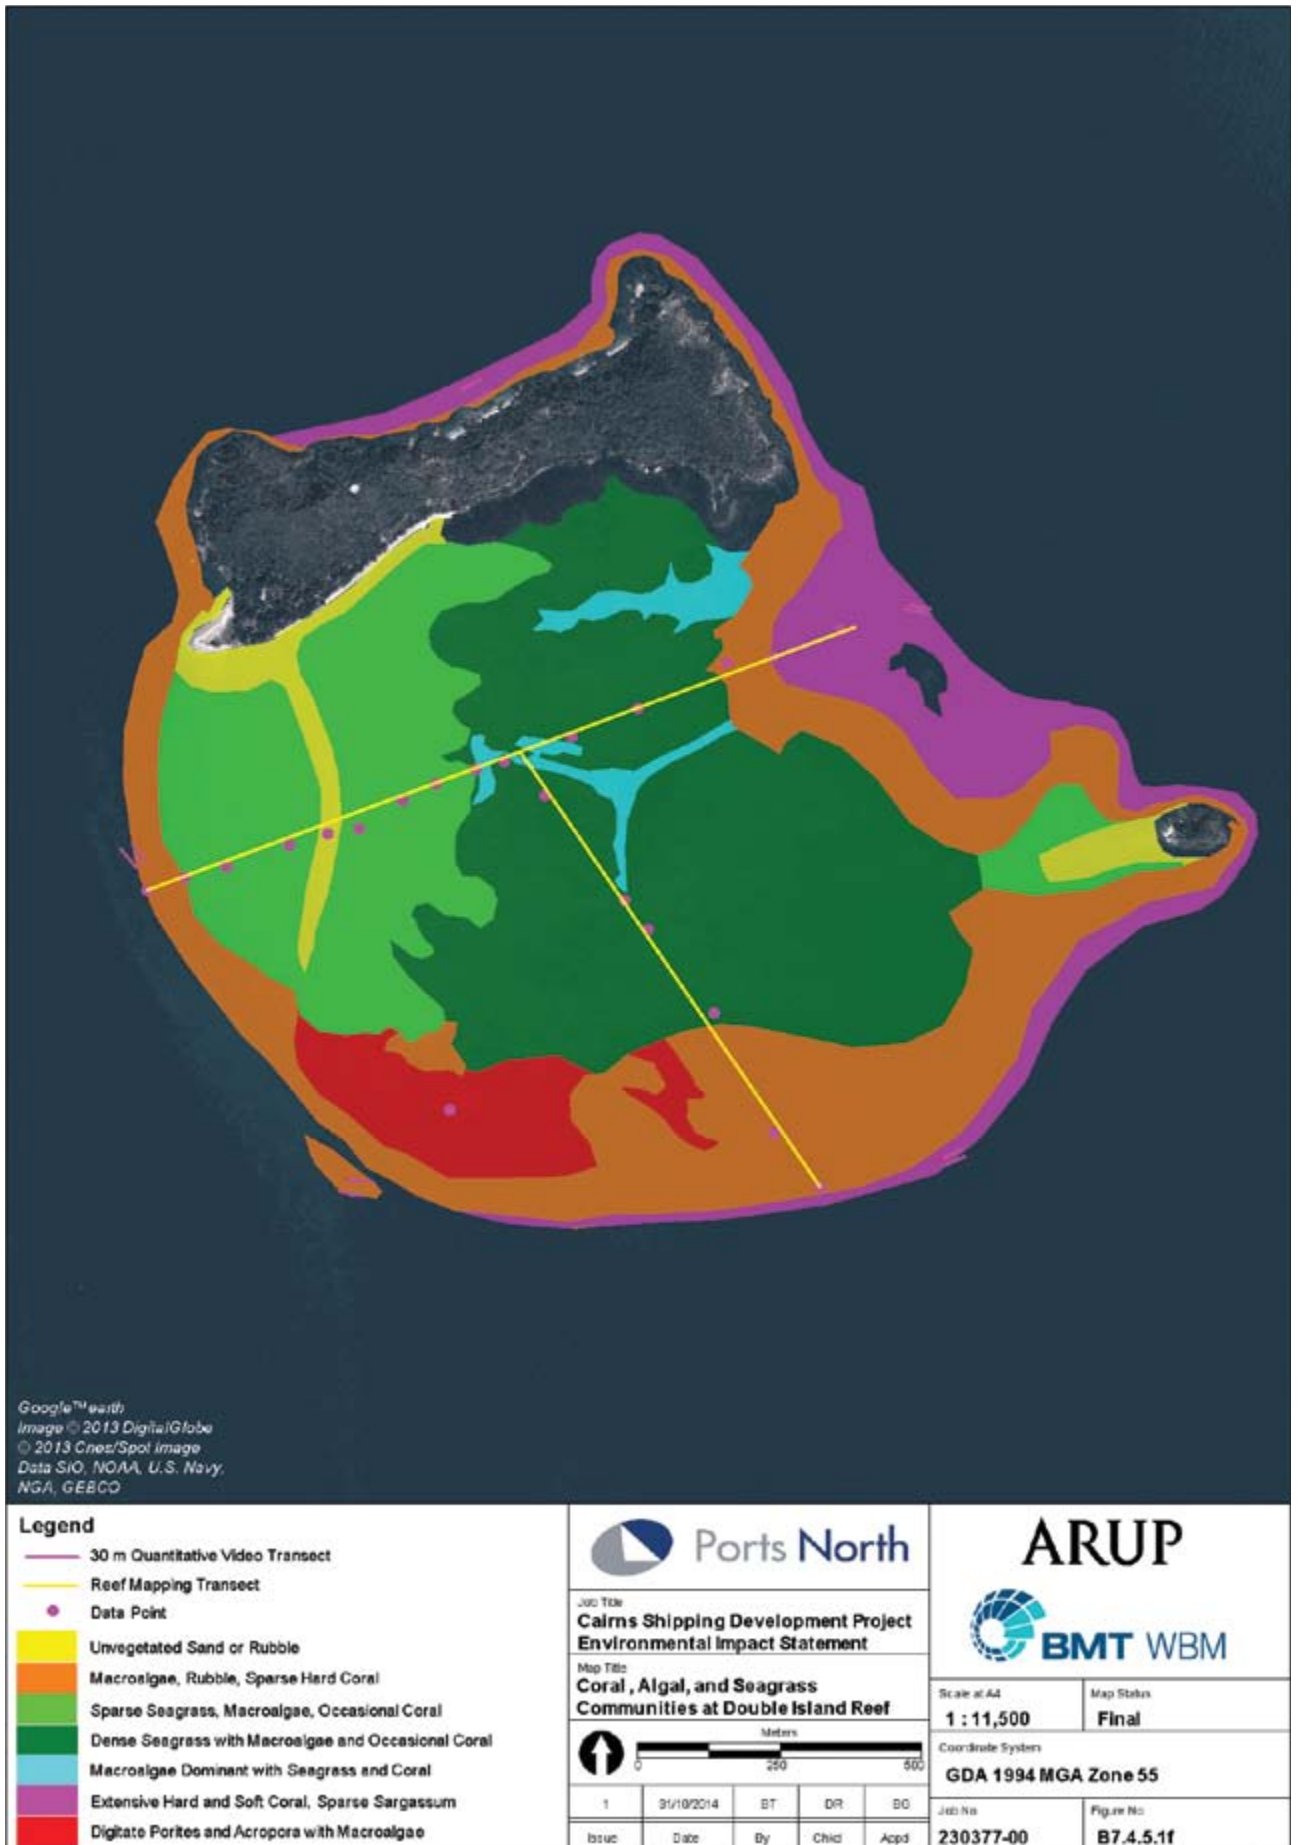 Google™earth
Image © 2013 DigitalGlobe
© 2013 Cnes/Spot Image
Data SIO, NOAA, U.S. Navy,
NGA, GEBCO
Legend
30 m Quantitative Video Transect
Reef Mapping Transect
Data Point
Unvegetated Sand or Rubble
Macroalgae, Rubble, Sparse Hard Coral
Sparse Seagrass, Macroalgae, Occasional Coral
Dense Seagrass with Macroalgae and Occasional Coral
Macroalgae Dominant with Seagrass and Coral
Extensive Hard and Soft Coral, Sparse Sargassum
Digitate Porites and Acropora with Macroalgae
Ports North
Job Title
Cairns Shipping Development Project
Environmental Impact Statement
Map Title
Coral, Algal, and Seagrass
Communities at Double Island Reef
Meters
0 250 500
1 31/10/2014 BT DR BG
Issue Date By Chkd Appd
ARUP
BMT WBM
Scale at A4
1 : 11,500
Map Status
Final
Coordinate System
GDA 1994 MGA Zone 55
Job No
230377-00
Figure No
B7.4.5.1f